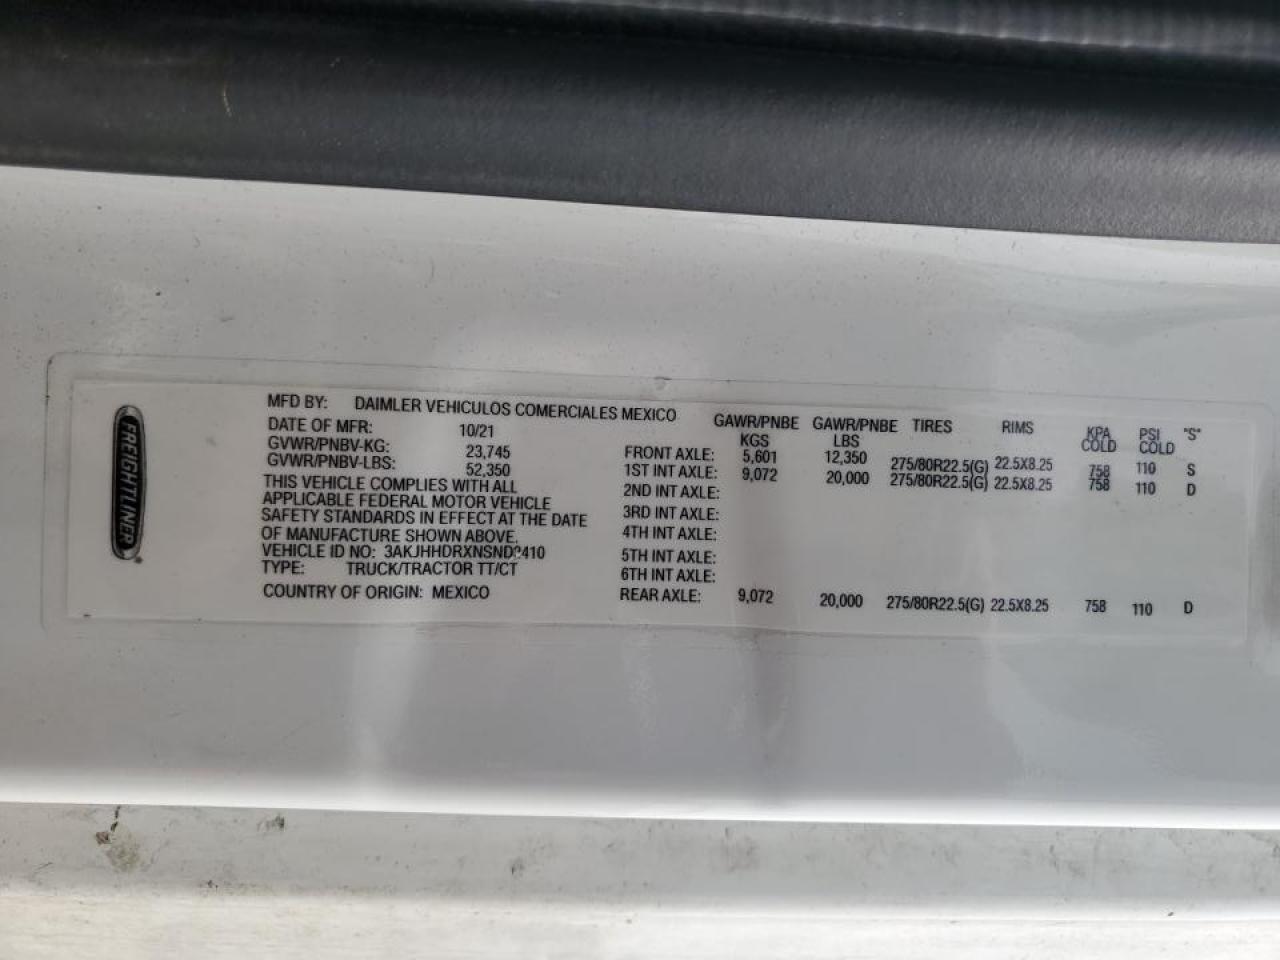 FREIGHTLINER
MFD BY: DAIMLER VEHICULOS COMERCIALES MEXICO
DATE OF MFR: 10/21
GVWR/PNBV-KG: 23,745
GVWR/PNBV-LBS: 52,350
THIS VEHICLE COMPLIES WITH ALL
APPLICABLE FEDERAL MOTOR VEHICLE
SAFETY STANDARDS IN EFFECT AT THE DATE
OF MANUFACTURE SHOWN ABOVE.
VEHICLE ID NO:
TYPE: TRUCK/TRACTOR TT/CT
COUNTRY OF ORIGIN: MEXICO
GAWR/PNBE GAWR/PNBE TIRES RIMS KPA PSI "S"
KGS LBS COLD COLD
FRONT AXLE: 5,601 12,350 275/80R22.5(G) 22.5X8.25 758 110 S
1ST INT AXLE: 9,072 20,000 275/80R22.5(G) 22.5X8.25 758 110 D
2ND INT AXLE:
3RD INT AXLE:
4TH INT AXLE:
5TH INT AXLE:
6TH INT AXLE:
REAR AXLE: 9,072 20,000 275/80R22.5(G) 22.5X8.25 758 110 D